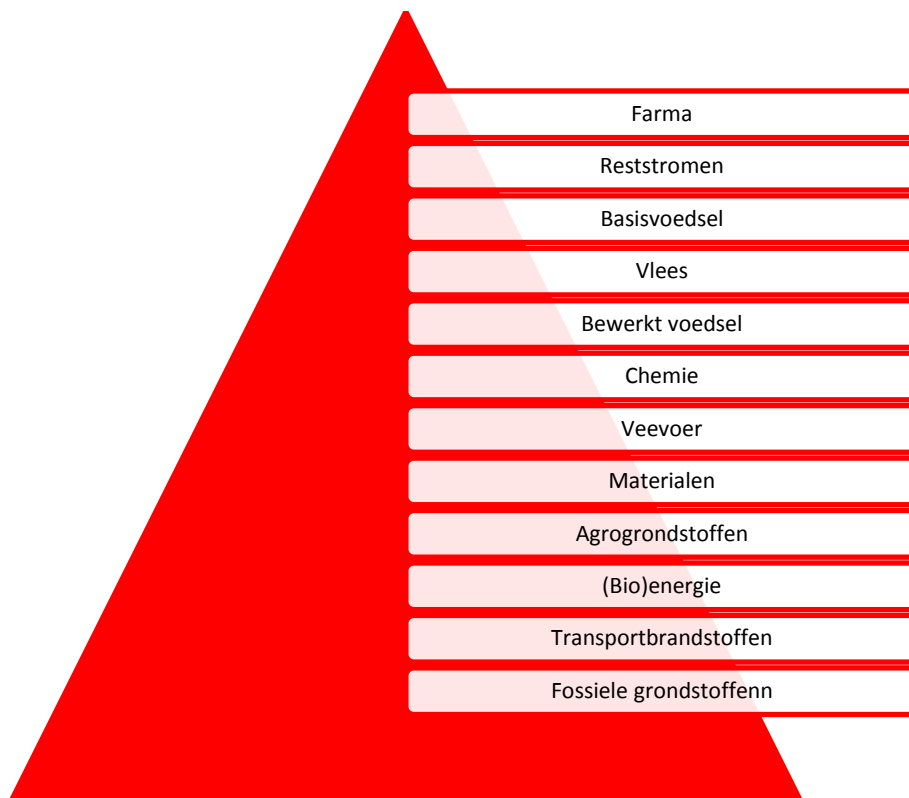 Farma
Reststromen
Basisvoedsel
Vlees
Bewerkt voedsel
Chemie
Veevoer
Materialen
Agrogrondstoffen
(Bio)energie
Transportbrandstoffen
Fossiele grondstoffenn